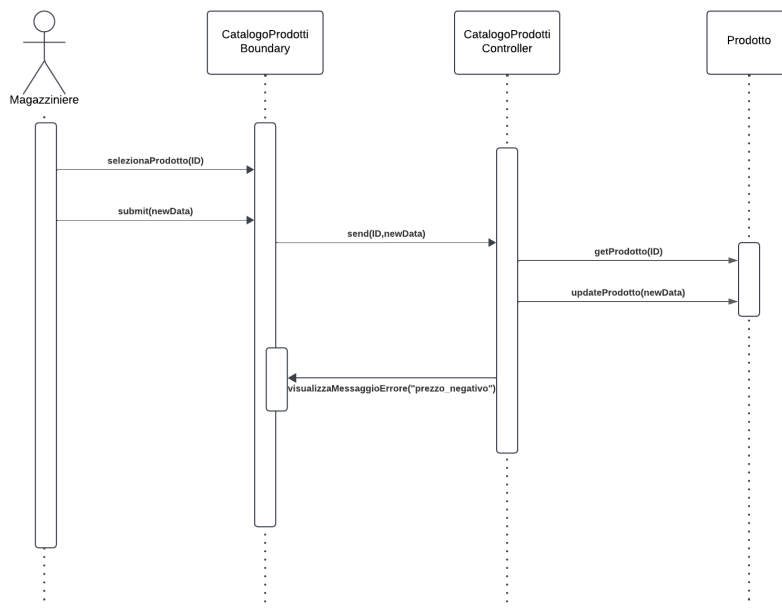 CatalogoProdotti
Boundary
CatalogoProdotti
Controller
Prodotto
Magazziniere
selezionaProdotto(ID)
submit(newData)
send(ID,newData)
getProdotto(ID)
updateProdotto(newData)
visualizzaMessaggioErrore("prezzo_negativo")